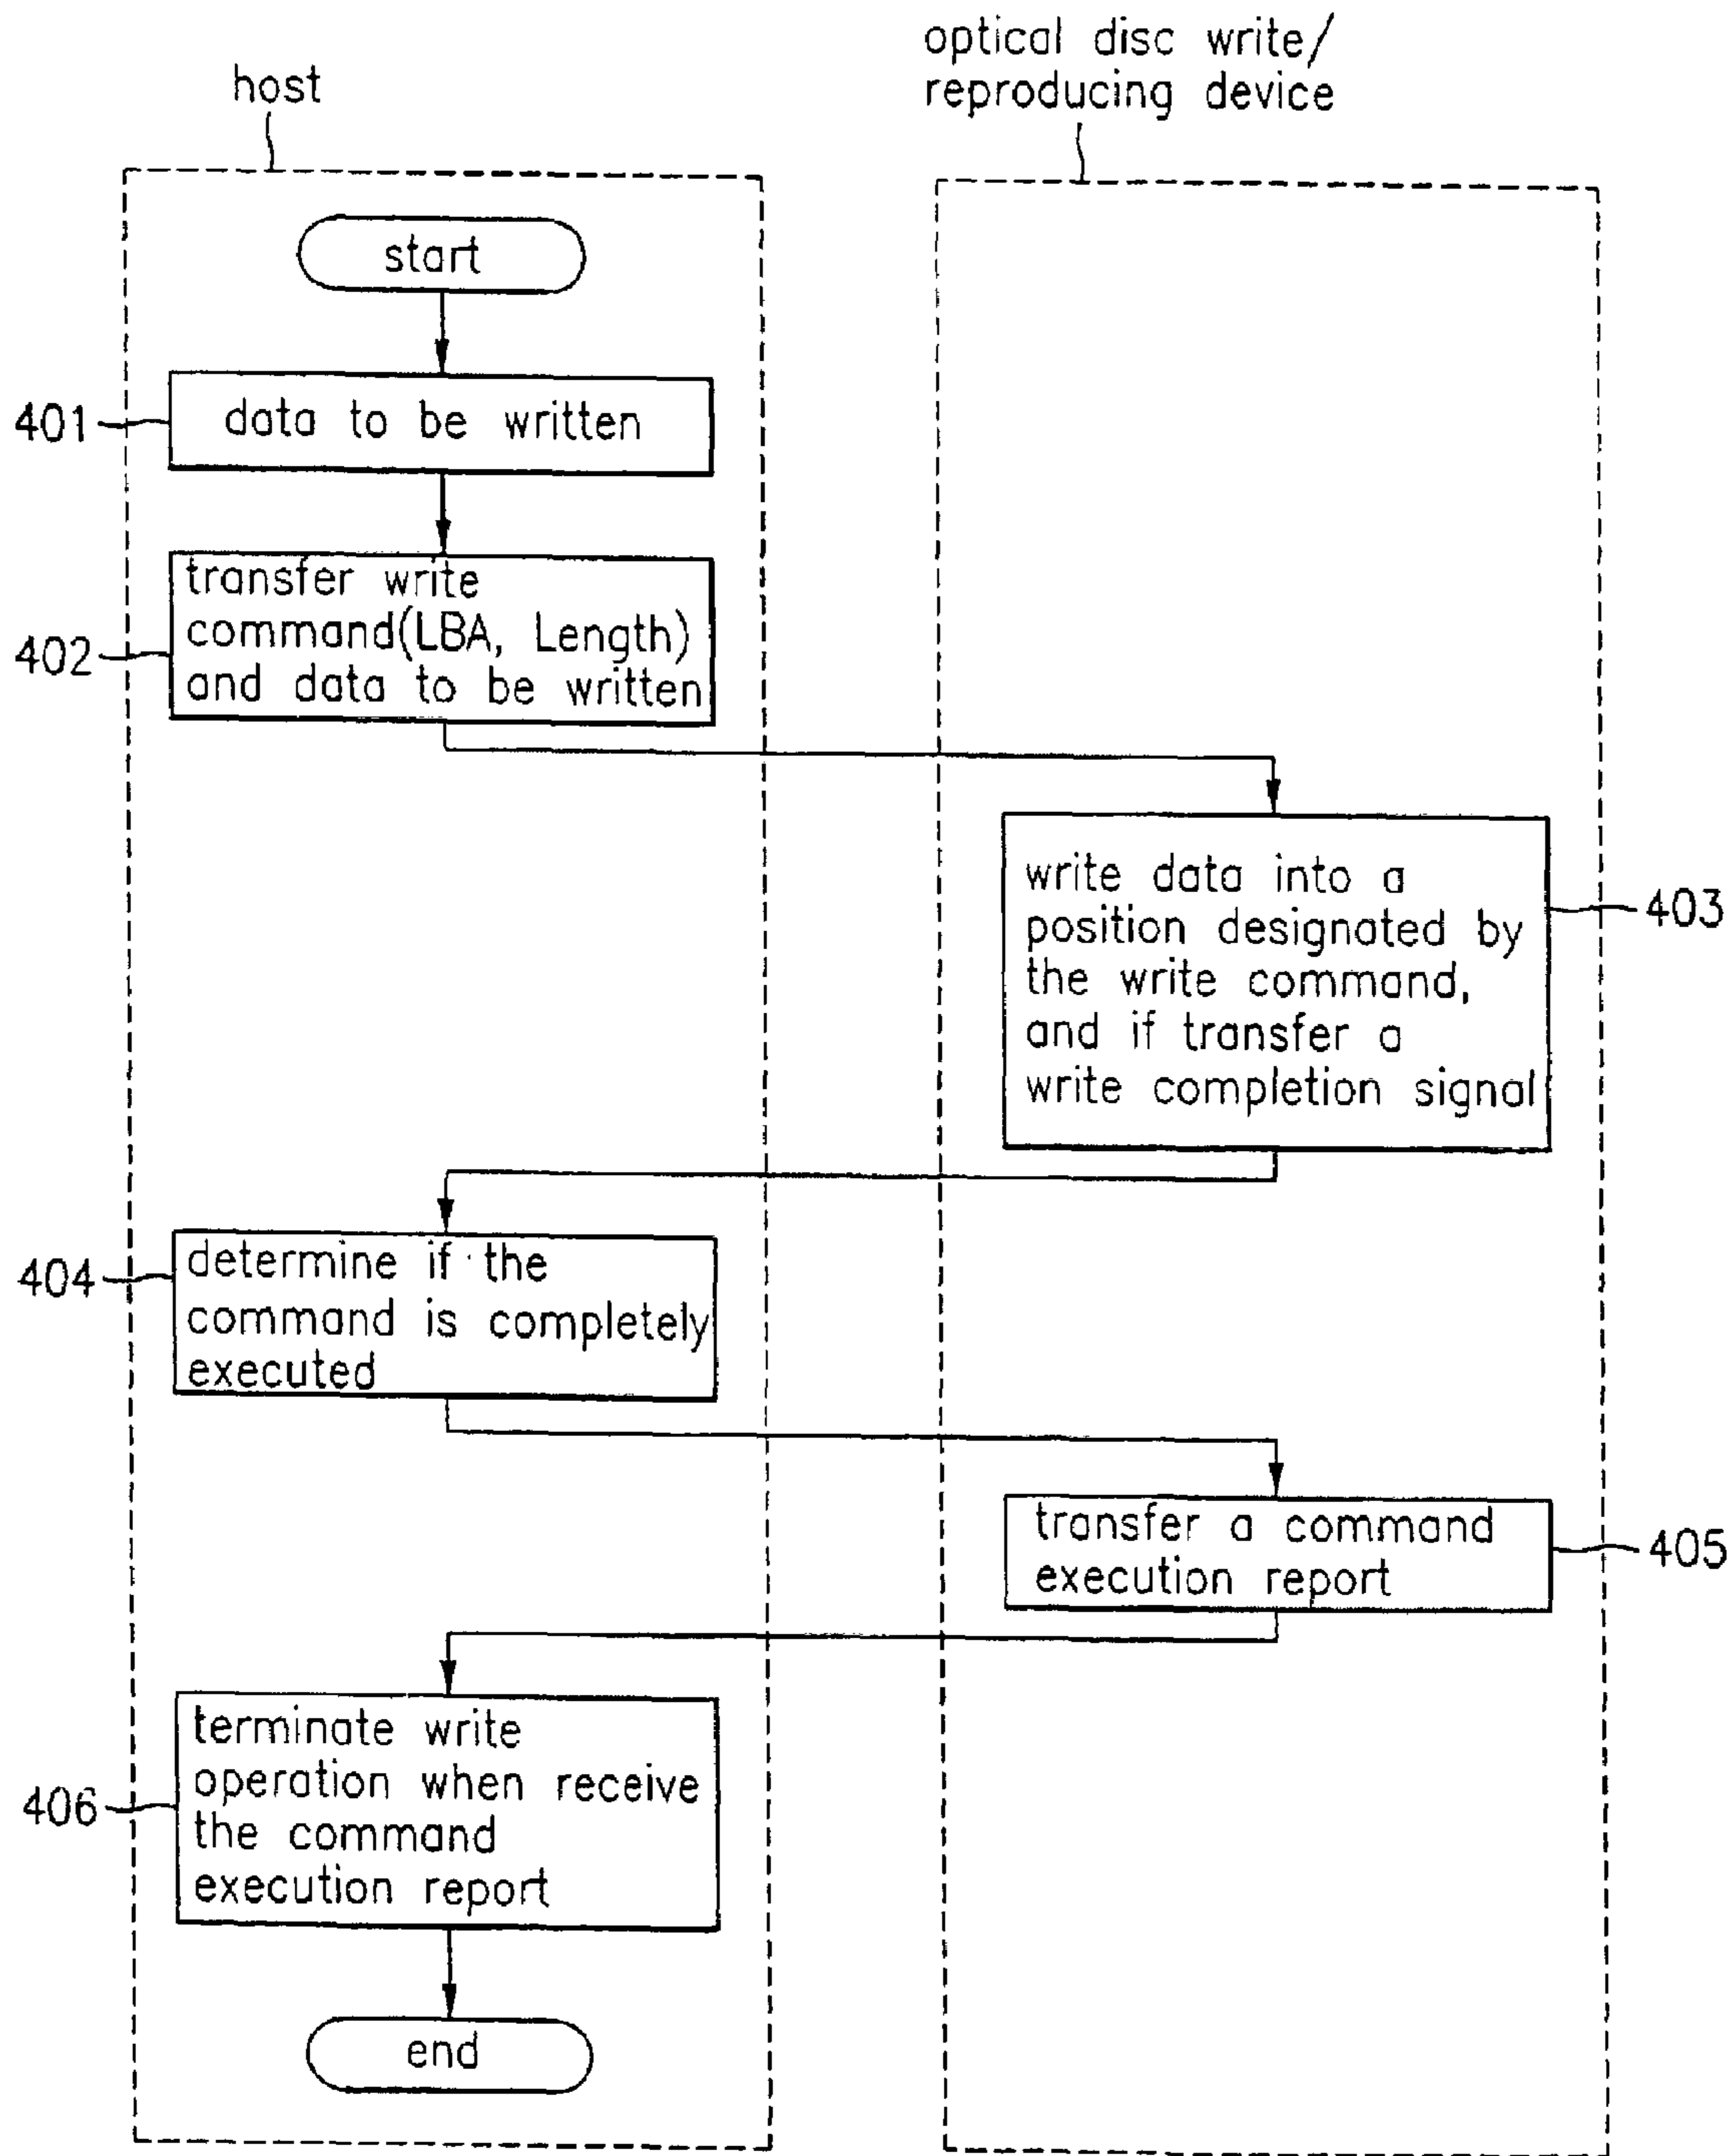 host
optical disc write/
reproducing device
start
401
data to be written
402
transfer write
command(LBA, Length)
and data to be written
write data into a
position designated by
the write command,
and if transfer a
write completion signal
403
404
determine if the
command is completely
executed
transfer a command
execution report
405
406
terminate write
operation when receive
the command
execution report
end